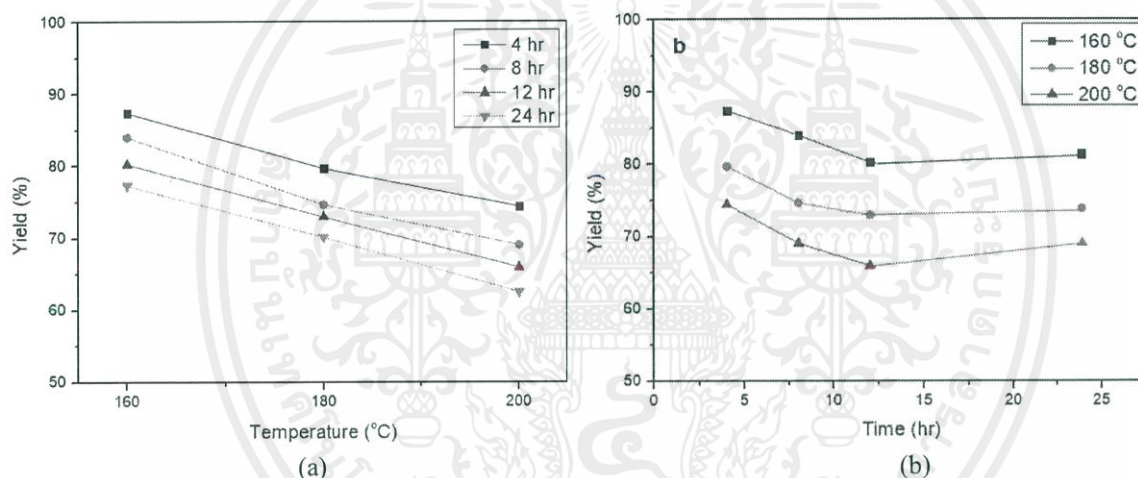 100
90
80
70
60
50
Yield (%)
160
180
200
Temperature (°C)
4 hr
8 hr
12 hr
24 hr
(a)
b
100
90
80
70
60
50
Yield (%)
0
5
10
15
20
25
Time (hr)
160 °C
180 °C
200 °C
(b)